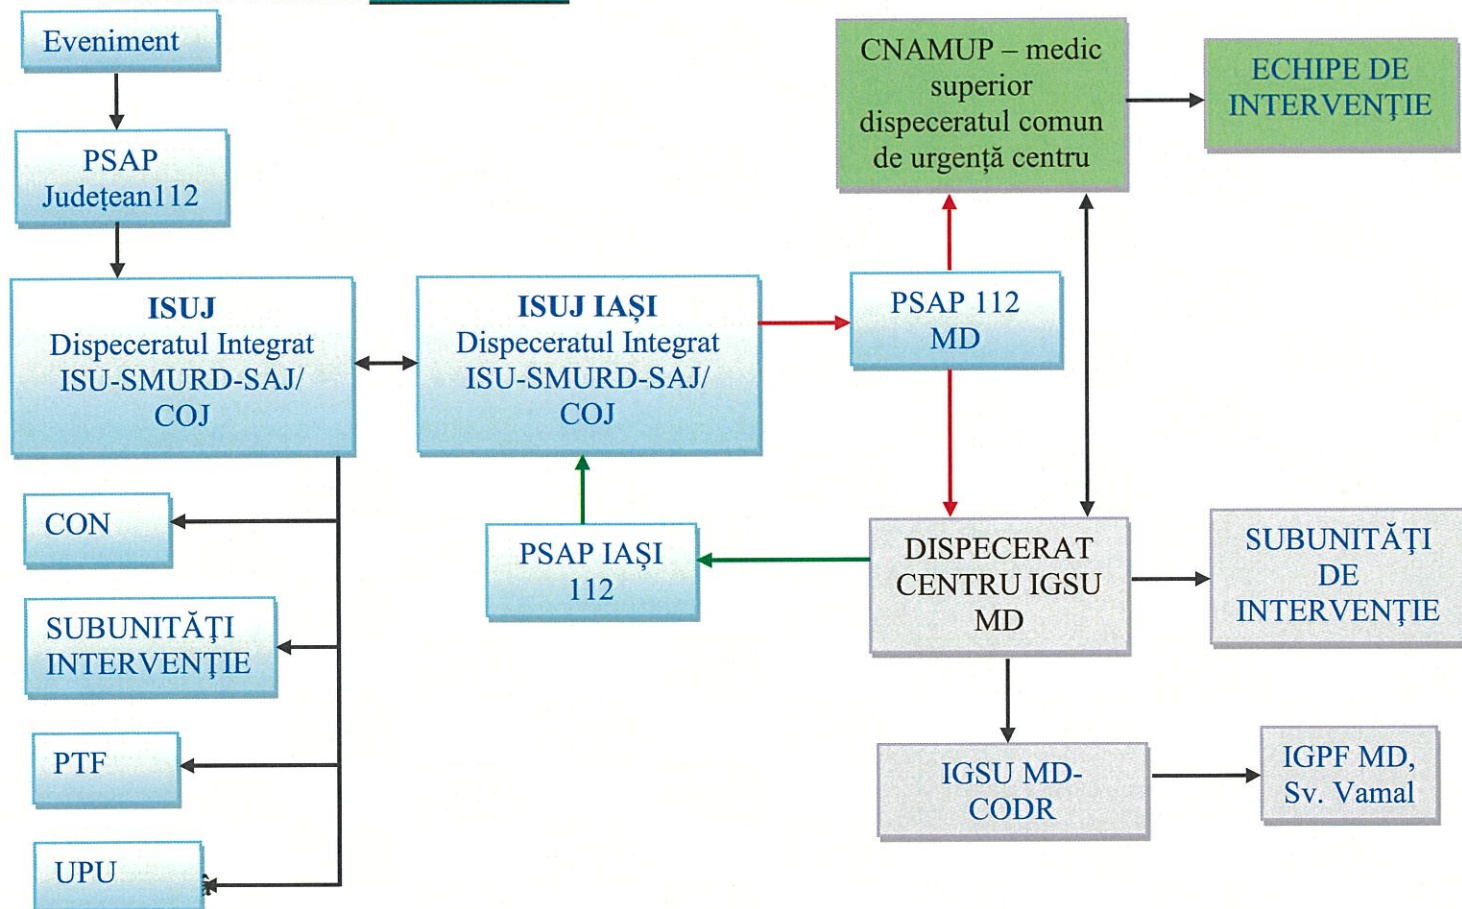 Eveniment
PSAP
Județean112
ISUJ
Dispeceratul Integrat
ISU-SMURD-SAJ/
COJ
CON
SUBUNITĂŢI
INTERVENŢIE
PTF
UPU
ISUJ IAȘI
Dispeceratul Integrat
ISU-SMURD-SAJ/
COJ
PSAP IAȘI
112
PSAP 112
MD
CNAMUP – medic
superior
dispeceratul comun
de urgență centru
ECHIPE DE
INTERVENŢIE
DISPECERAT
CENTRU IGSU
MD
SUBUNITĂŢI
DE
INTERVENŢIE
IGSU MD-
CODR
IGPF MD,
Sv. Vamal